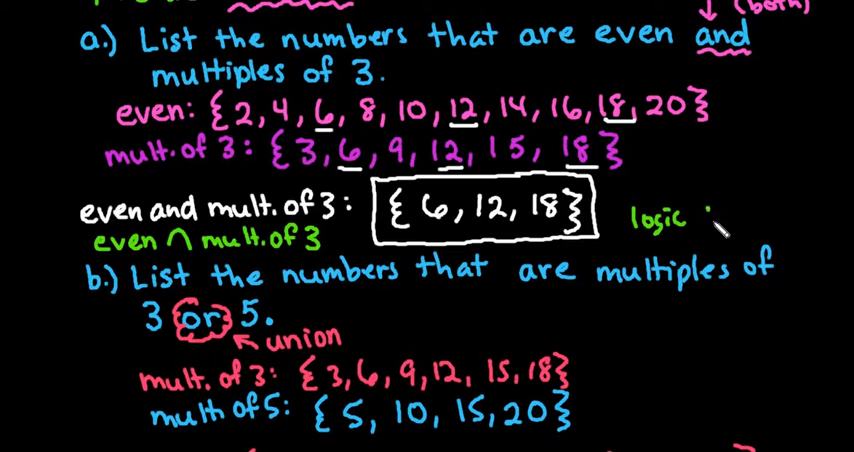 (both)
a.) List the numbers that are even and
multiples of 3.
even: {2, 4, 6, 8, 10, 12, 14, 16, 18, 20}
mult. of 3: {3, 6, 9, 12, 15, 18}
even and mult. of 3: {6, 12, 18}
logic :
even ∩ mult. of 3
b.) List the numbers that are multiples of
3 or 5.
union
mult. of 3: {3, 6, 9, 12, 15, 18}
mult of 5: {5, 10, 15, 20}